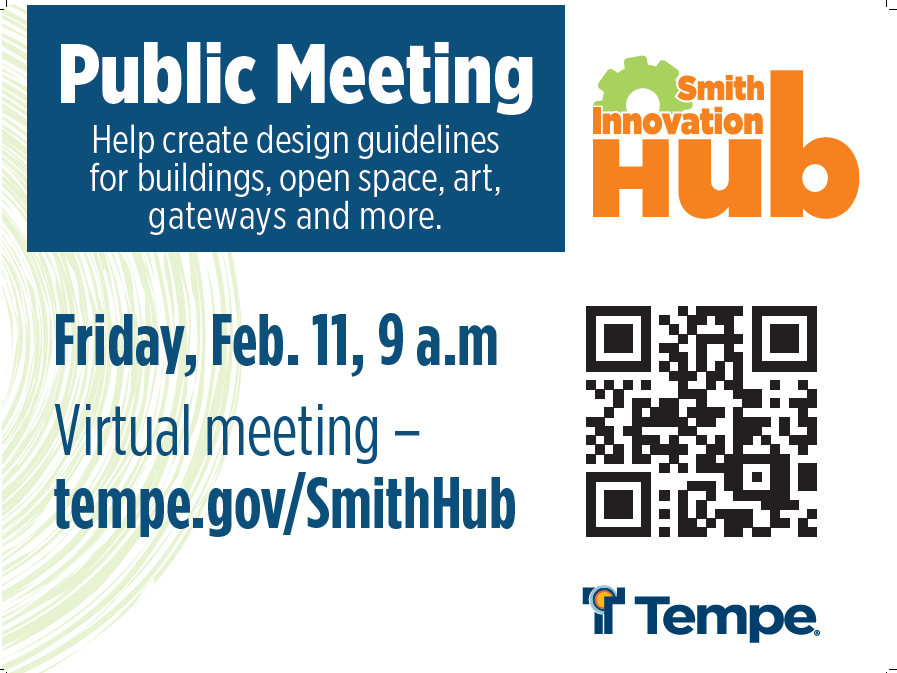 Public Meeting
Help create design guidelines
for buildings, open space, art,
gateways and more.
Smith
Innovation
Hub
Friday, Feb. 11, 9 a.m
Virtual meeting –
tempe.gov/SmithHub
Tempe®